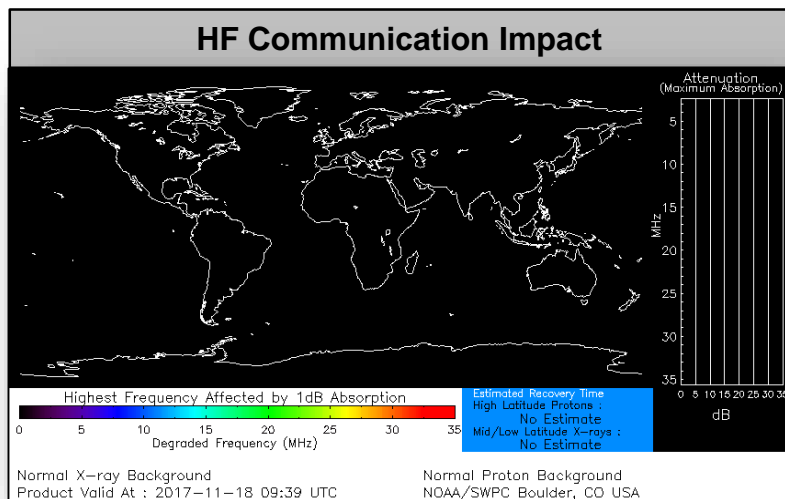 HF Communication Impact
Attenuation
(Maximum Absorption)
5
10
15
20
25
30
35
MHz
0 5 10 15 20 25 30 35
dB
Highest Frequency Affected by 1dB Absorption
0 5 10 15 20 25 30 35
Degraded Frequency (MHz)
Estimated Recovery Time
High Latitude Protons :
No Estimate
Mid/Low Latitude X-rays :
No Estimate
Normal X-ray Background
Normal Proton Background
Product Valid At : 2017-11-18 09:39 UTC
NOAA/SWPC Boulder, CO USA